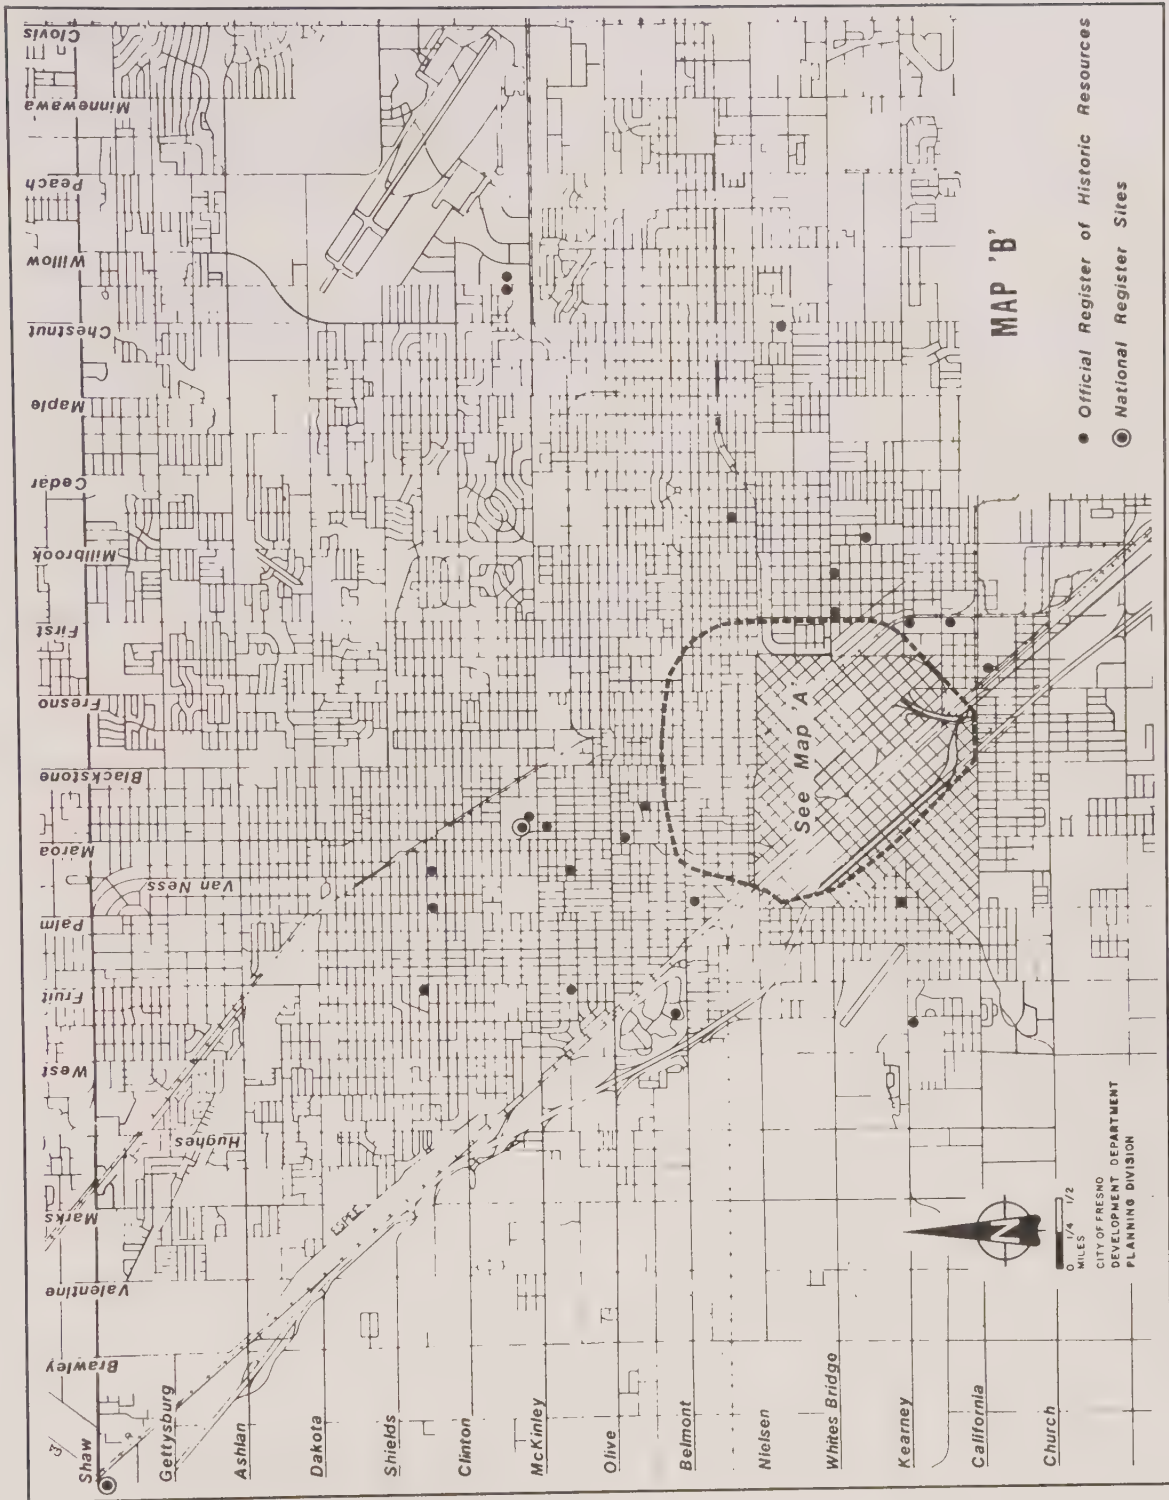 Clovis
Minnewawa
Peach
Willow
Chestnut
Maple
Cedar
Millbrook
First
Fresno
Blackstone
Maroa
Van Ness
Palm
Fruit
West
Hughes
Marks
Valentine
Brawley
Shaw
Gettysburg
Ashlan
Dakota
Shields
Clinton
McKinley
Olive
Belmont
Nielsen
Whites Bridge
Kearney
California
Church
See Map 'A'
MAP 'B'
Official Register of Historic Resources
National Register Sites
N
0 1/4 1/2
MILES
CITY OF FRESNO
DEVELOPMENT DEPARTMENT
PLANNING DIVISION